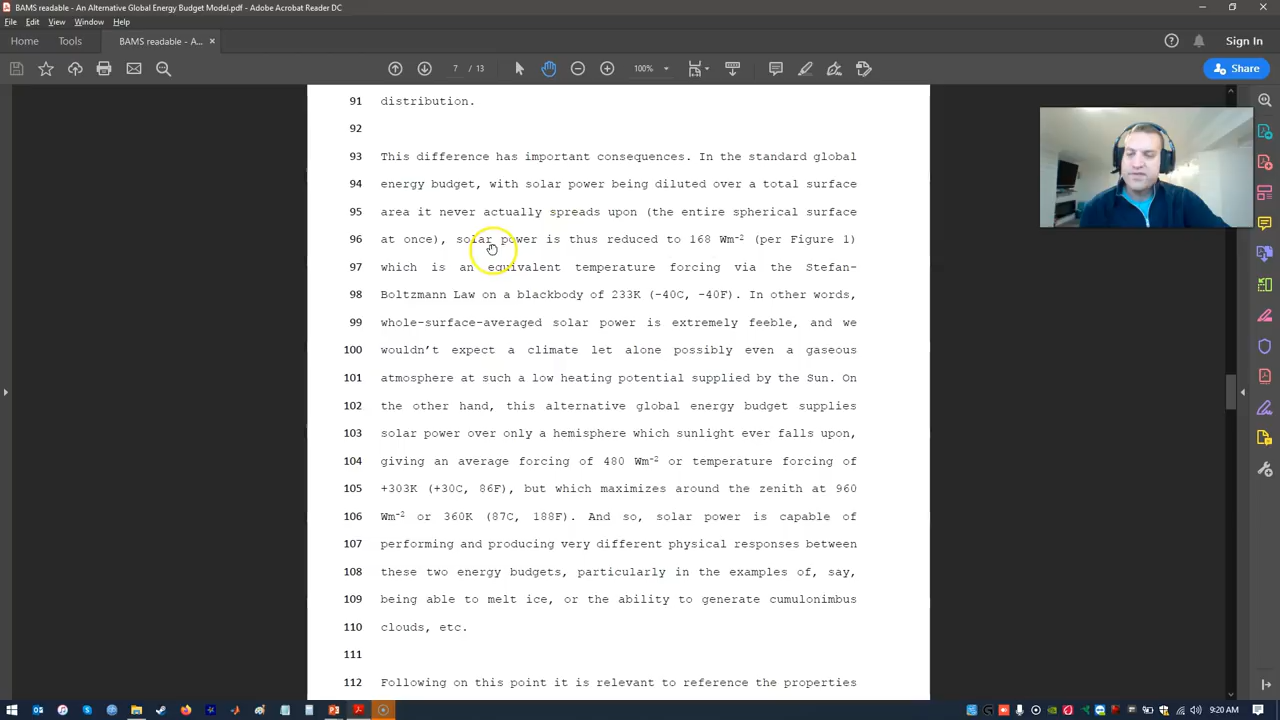 BAMS readable - An Alternative Global Energy Budget Model.pdf - Adobe Acrobat Reader DC
File Edit View Window Help
Home Tools BAMS readable - A... × Sign In
7 / 13 100% Share
91 distribution.
92
93 This difference has important consequences. In the standard global
94 energy budget, with solar power being diluted over a total surface
95 area it never actually spreads upon (the entire spherical surface
96 at once), solar power is thus reduced to 168 Wm⁻² (per Figure 1)
97 which is an equivalent temperature forcing via the Stefan-
98 Boltzmann Law on a blackbody of 233K (-40C, -40F). In other words,
99 whole-surface-averaged solar power is extremely feeble, and we
100 wouldn't expect a climate let alone possibly even a gaseous
101 atmosphere at such a low heating potential supplied by the Sun. On
102 the other hand, this alternative global energy budget supplies
103 solar power over only a hemisphere which sunlight ever falls upon,
104 giving an average forcing of 480 Wm⁻² or temperature forcing of
105 +303K (+30C, 86F), but which maximizes around the zenith at 960
106 Wm⁻² or 360K (87C, 188F). And so, solar power is capable of
107 performing and producing very different physical responses between
108 these two energy budgets, particularly in the examples of, say,
109 being able to melt ice, or the ability to generate cumulonimbus
110 clouds, etc.
111
112 Following on this point it is relevant to reference the properties
9:20 AM